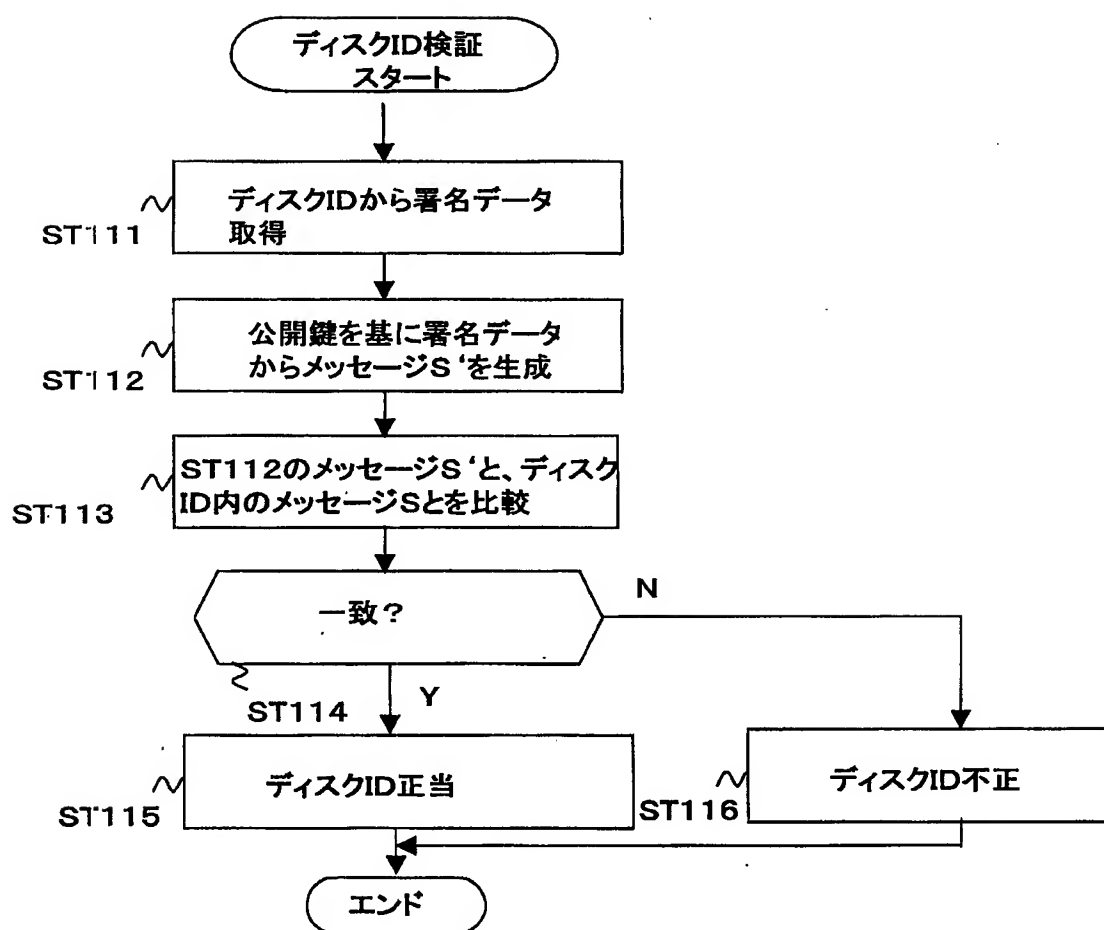 ディスクID検証
スタート
ディスクIDから署名データ
取得
ST111
公開鍵を基に署名データ
からメッセージS‘を生成
ST112
ST112のメッセージS‘と、ディスク
ID内のメッセージSとを比較
ST113
一致?
N
ST114
Y
ディスクID正当
ST115
ディスクID不正
ST116
エンド